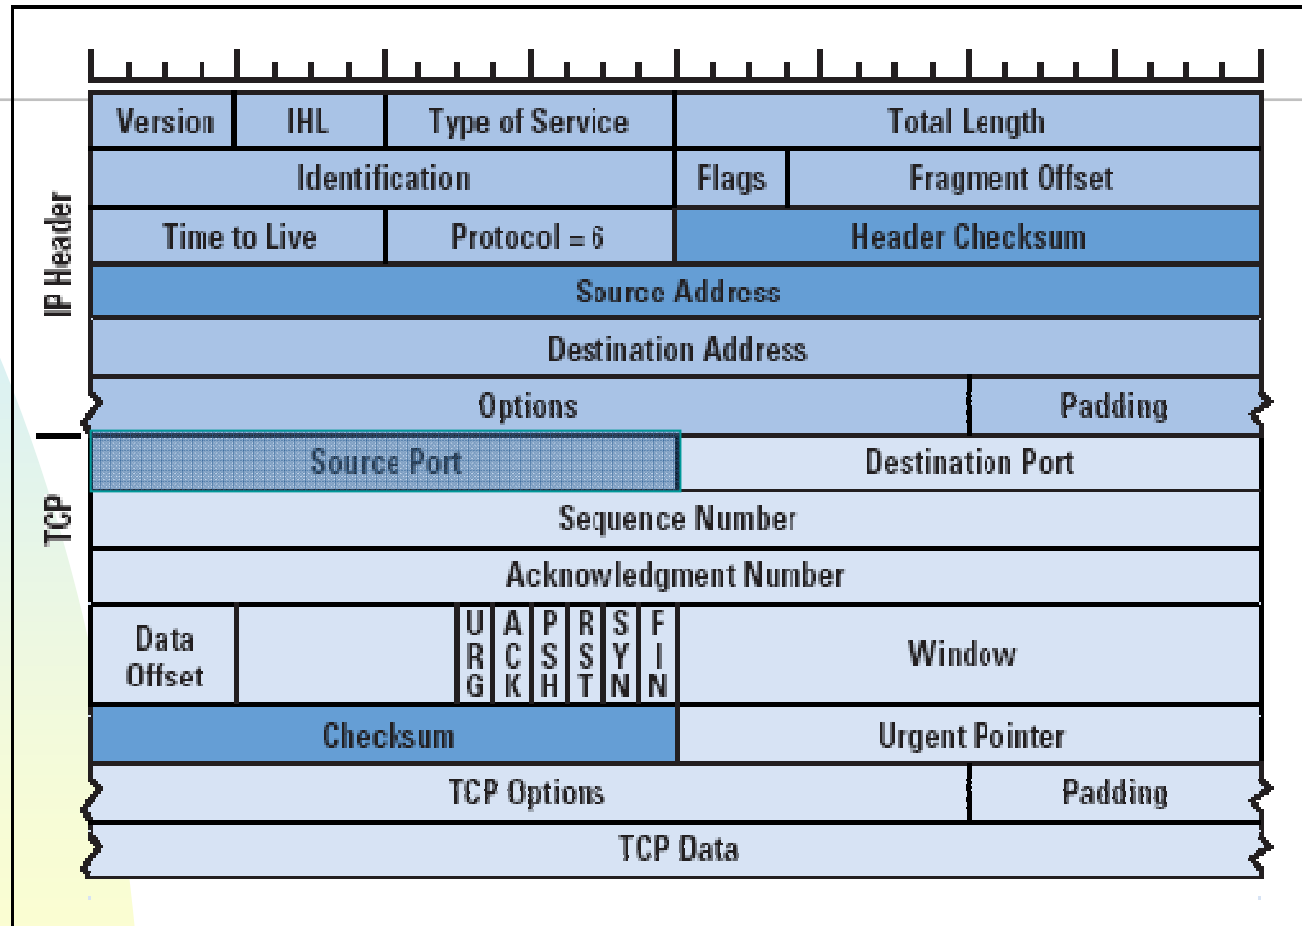 Version IHL Type of Service Total Length
Identification Flags Fragment Offset
Time to Live Protocol = 6 Header Checksum
Source Address
Destination Address
Options Padding
IP Header
Source Port Destination Port
Sequence Number
Acknowledgment Number
Data Offset URG ACK PSH RST SYN FIN Window
Checksum Urgent Pointer
TCP Options Padding
TCP Data
TCP